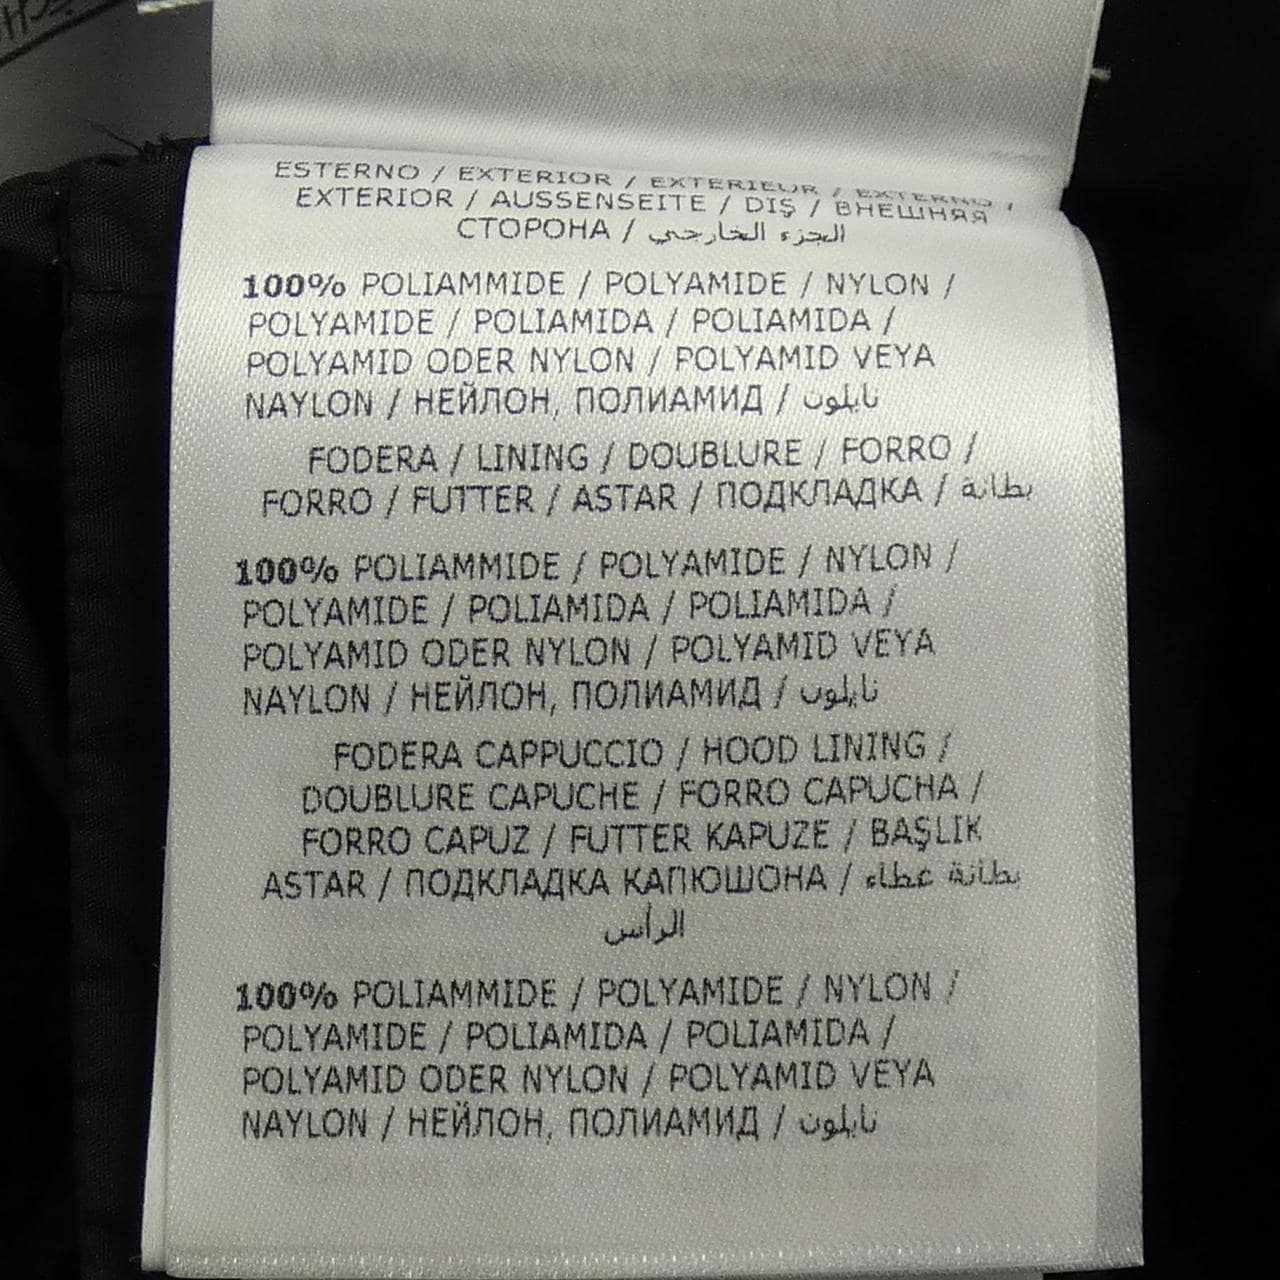 ESTERNO / EXTERIOR / EXTERIEUR / EXTERNO /
EXTERIOR / AUSSENSEITE / DIŞ / ВНЕШНЯЯ
СТОРОНА / الجزء الخارجي
100% POLIAMMIDE / POLYAMIDE / NYLON /
POLYAMIDE / POLIAMIDA / POLIAMIDA /
POLYAMID ODER NYLON / POLYAMID VEYA
NAYLON / НЕЙЛОН, ПОЛИАМИД / نايلون
FODERA / LINING / DOUBLURE / FORRO /
FORRO / FUTTER / ASTAR / ПОДКЛАДКА / بطانة
100% POLIAMMIDE / POLYAMIDE / NYLON /
POLYAMIDE / POLIAMIDA / POLIAMIDA /
POLYAMID ODER NYLON / POLYAMID VEYA
NAYLON / НЕЙЛОН, ПОЛИАМИД / نايلون
FODERA CAPPUCCIO / HOOD LINING /
DOUBLURE CAPUCHE / FORRO CAPUCHA /
FORRO CAPUZ / FUTTER KAPUZE / BAŞLIK
ASTAR / ПОДКЛАДКА КАПЮШОНА / بطانة غطاء
الرأس
100% POLIAMMIDE / POLYAMIDE / NYLON /
POLYAMIDE / POLIAMIDA / POLIAMIDA /
POLYAMID ODER NYLON / POLYAMID VEYA
NAYLON / НЕЙЛОН, ПОЛИАМИД / نايلون